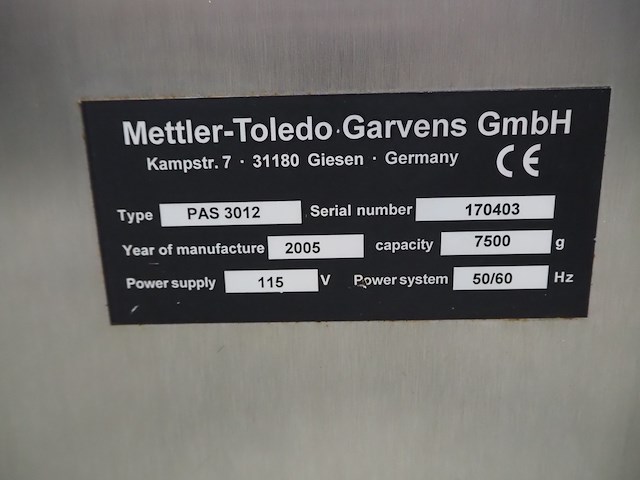 Mettler-Toledo·Garvens GmbH
Kampstr. 7 · 31180 Giesen · Germany CE
Type PAS 3012 Serial number 170403
Year of manufacture 2005 capacity 7500 g
Power supply 115 V Power system 50/60 Hz